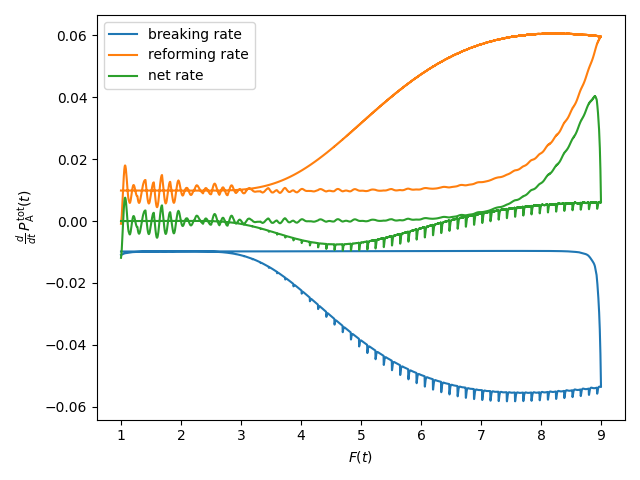 breaking rate
reforming rate
net rate
0.06
0.04
0.02
0.00
−0.02
−0.04
−0.06
d/dt P_A^tot(t)
1 2 3 4 5 6 7 8 9
F(t)